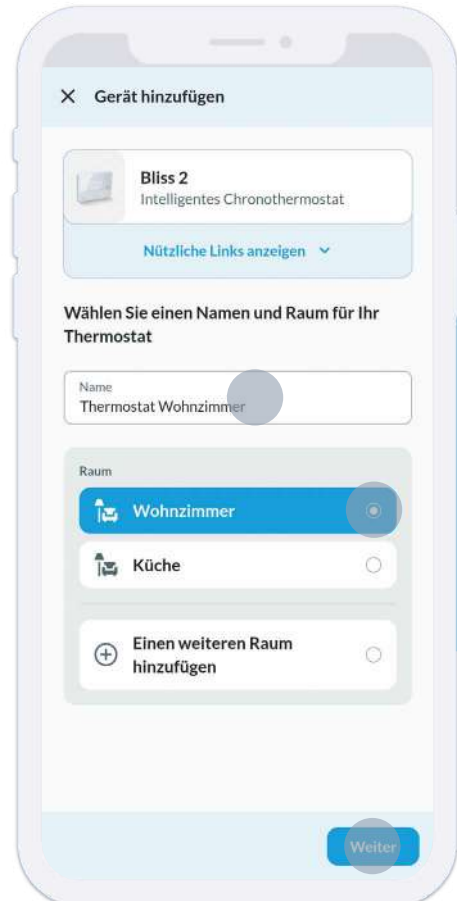 Gerät hinzufügen
Bliss 2
Intelligentes Chronothermostat
Nützliche Links anzeigen
Wählen Sie einen Namen und Raum für Ihr
Thermostat
Name
Thermostat Wohnzimmer
Raum
Wohnzimmer
Küche
Einen weiteren Raum
hinzufügen
Weiter